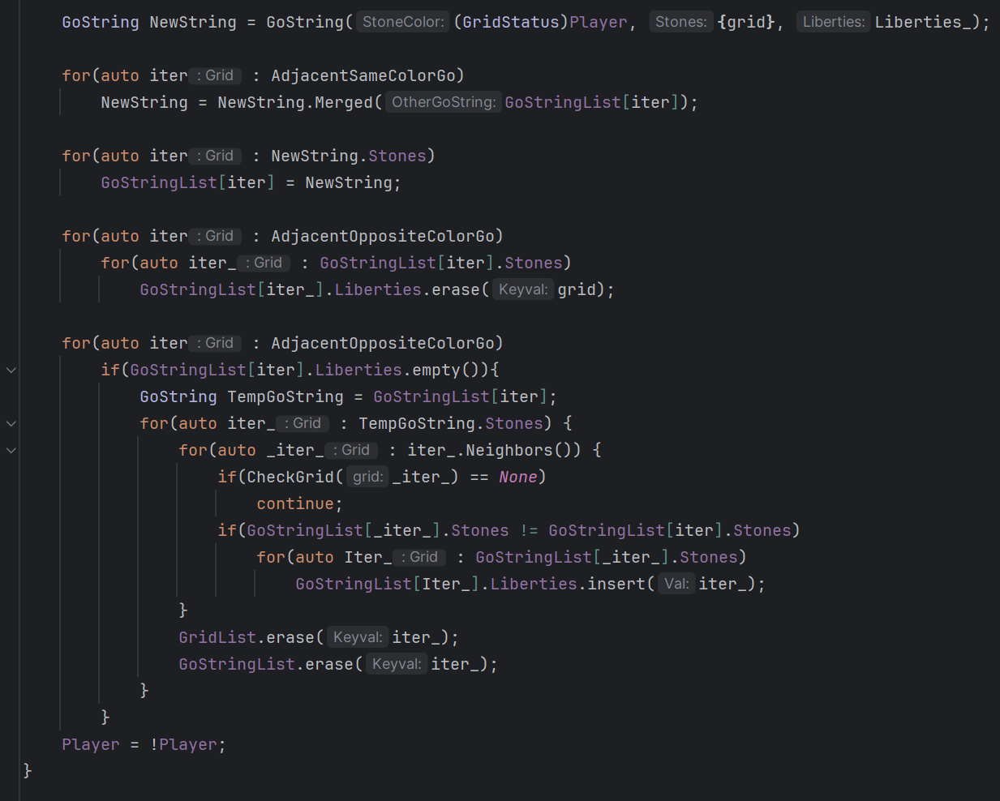 GoString NewString = GoString( StoneColor: (GridStatus)Player, Stones: {grid}, Liberties: Liberties_);
for(auto iter : Grid : AdjacentSameColorGo)
NewString = NewString.Merged( OtherGoString: GoStringList[iter]);
for(auto iter : Grid : NewString.Stones)
GoStringList[iter] = NewString;
for(auto iter : Grid : AdjacentOppositeColorGo)
for(auto iter_ : Grid : GoStringList[iter].Stones)
GoStringList[iter_].Liberties.erase( Keyval: grid);
for(auto iter : Grid : AdjacentOppositeColorGo)
if(GoStringList[iter].Liberties.empty()){
GoString TempGoString = GoStringList[iter];
for(auto iter_ : Grid : TempGoString.Stones) {
for(auto _iter_ : Grid : iter_.Neighbors()) {
if(CheckGrid( grid: _iter_) == None)
continue;
if(GoStringList[_iter_].Stones != GoStringList[iter].Stones)
for(auto Iter_ : Grid : GoStringList[_iter_].Stones)
GoStringList[Iter_].Liberties.insert( Val: iter_);
}
GridList.erase( Keyval: iter_);
GoStringList.erase( Keyval: iter_);
}
}
Player = !Player;
}